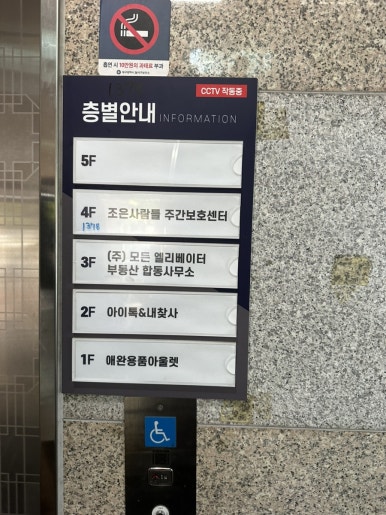 흡연 시 10만원의 과태료 부과
CCTV 작동중
층별안내 INFORMATION
5F
4F 조은사람들 주간보호센터
3F (주) 모든 엘리베이터
부동산 합동사무소
2F 아이톡&내찾사
1F 애완용품아울렛